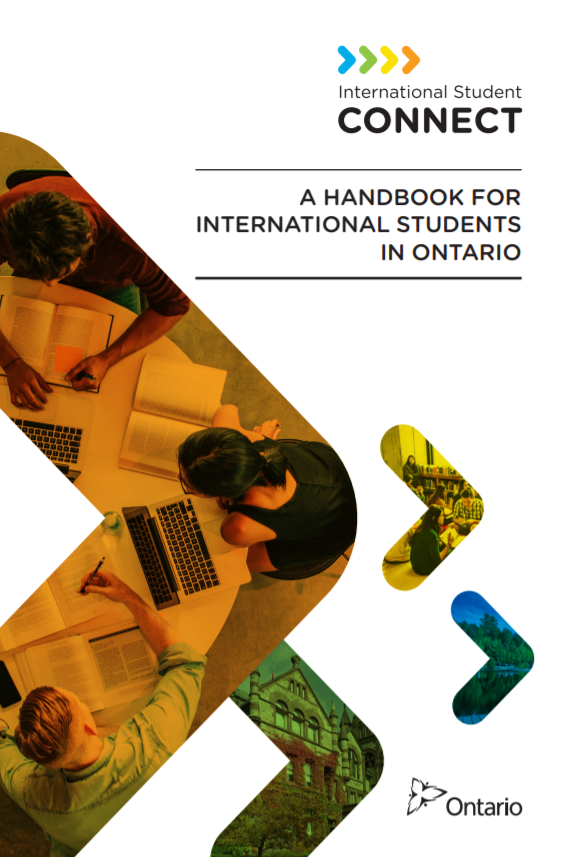 International Student
CONNECT
A HANDBOOK FOR
INTERNATIONAL STUDENTS
IN ONTARIO
Ontario